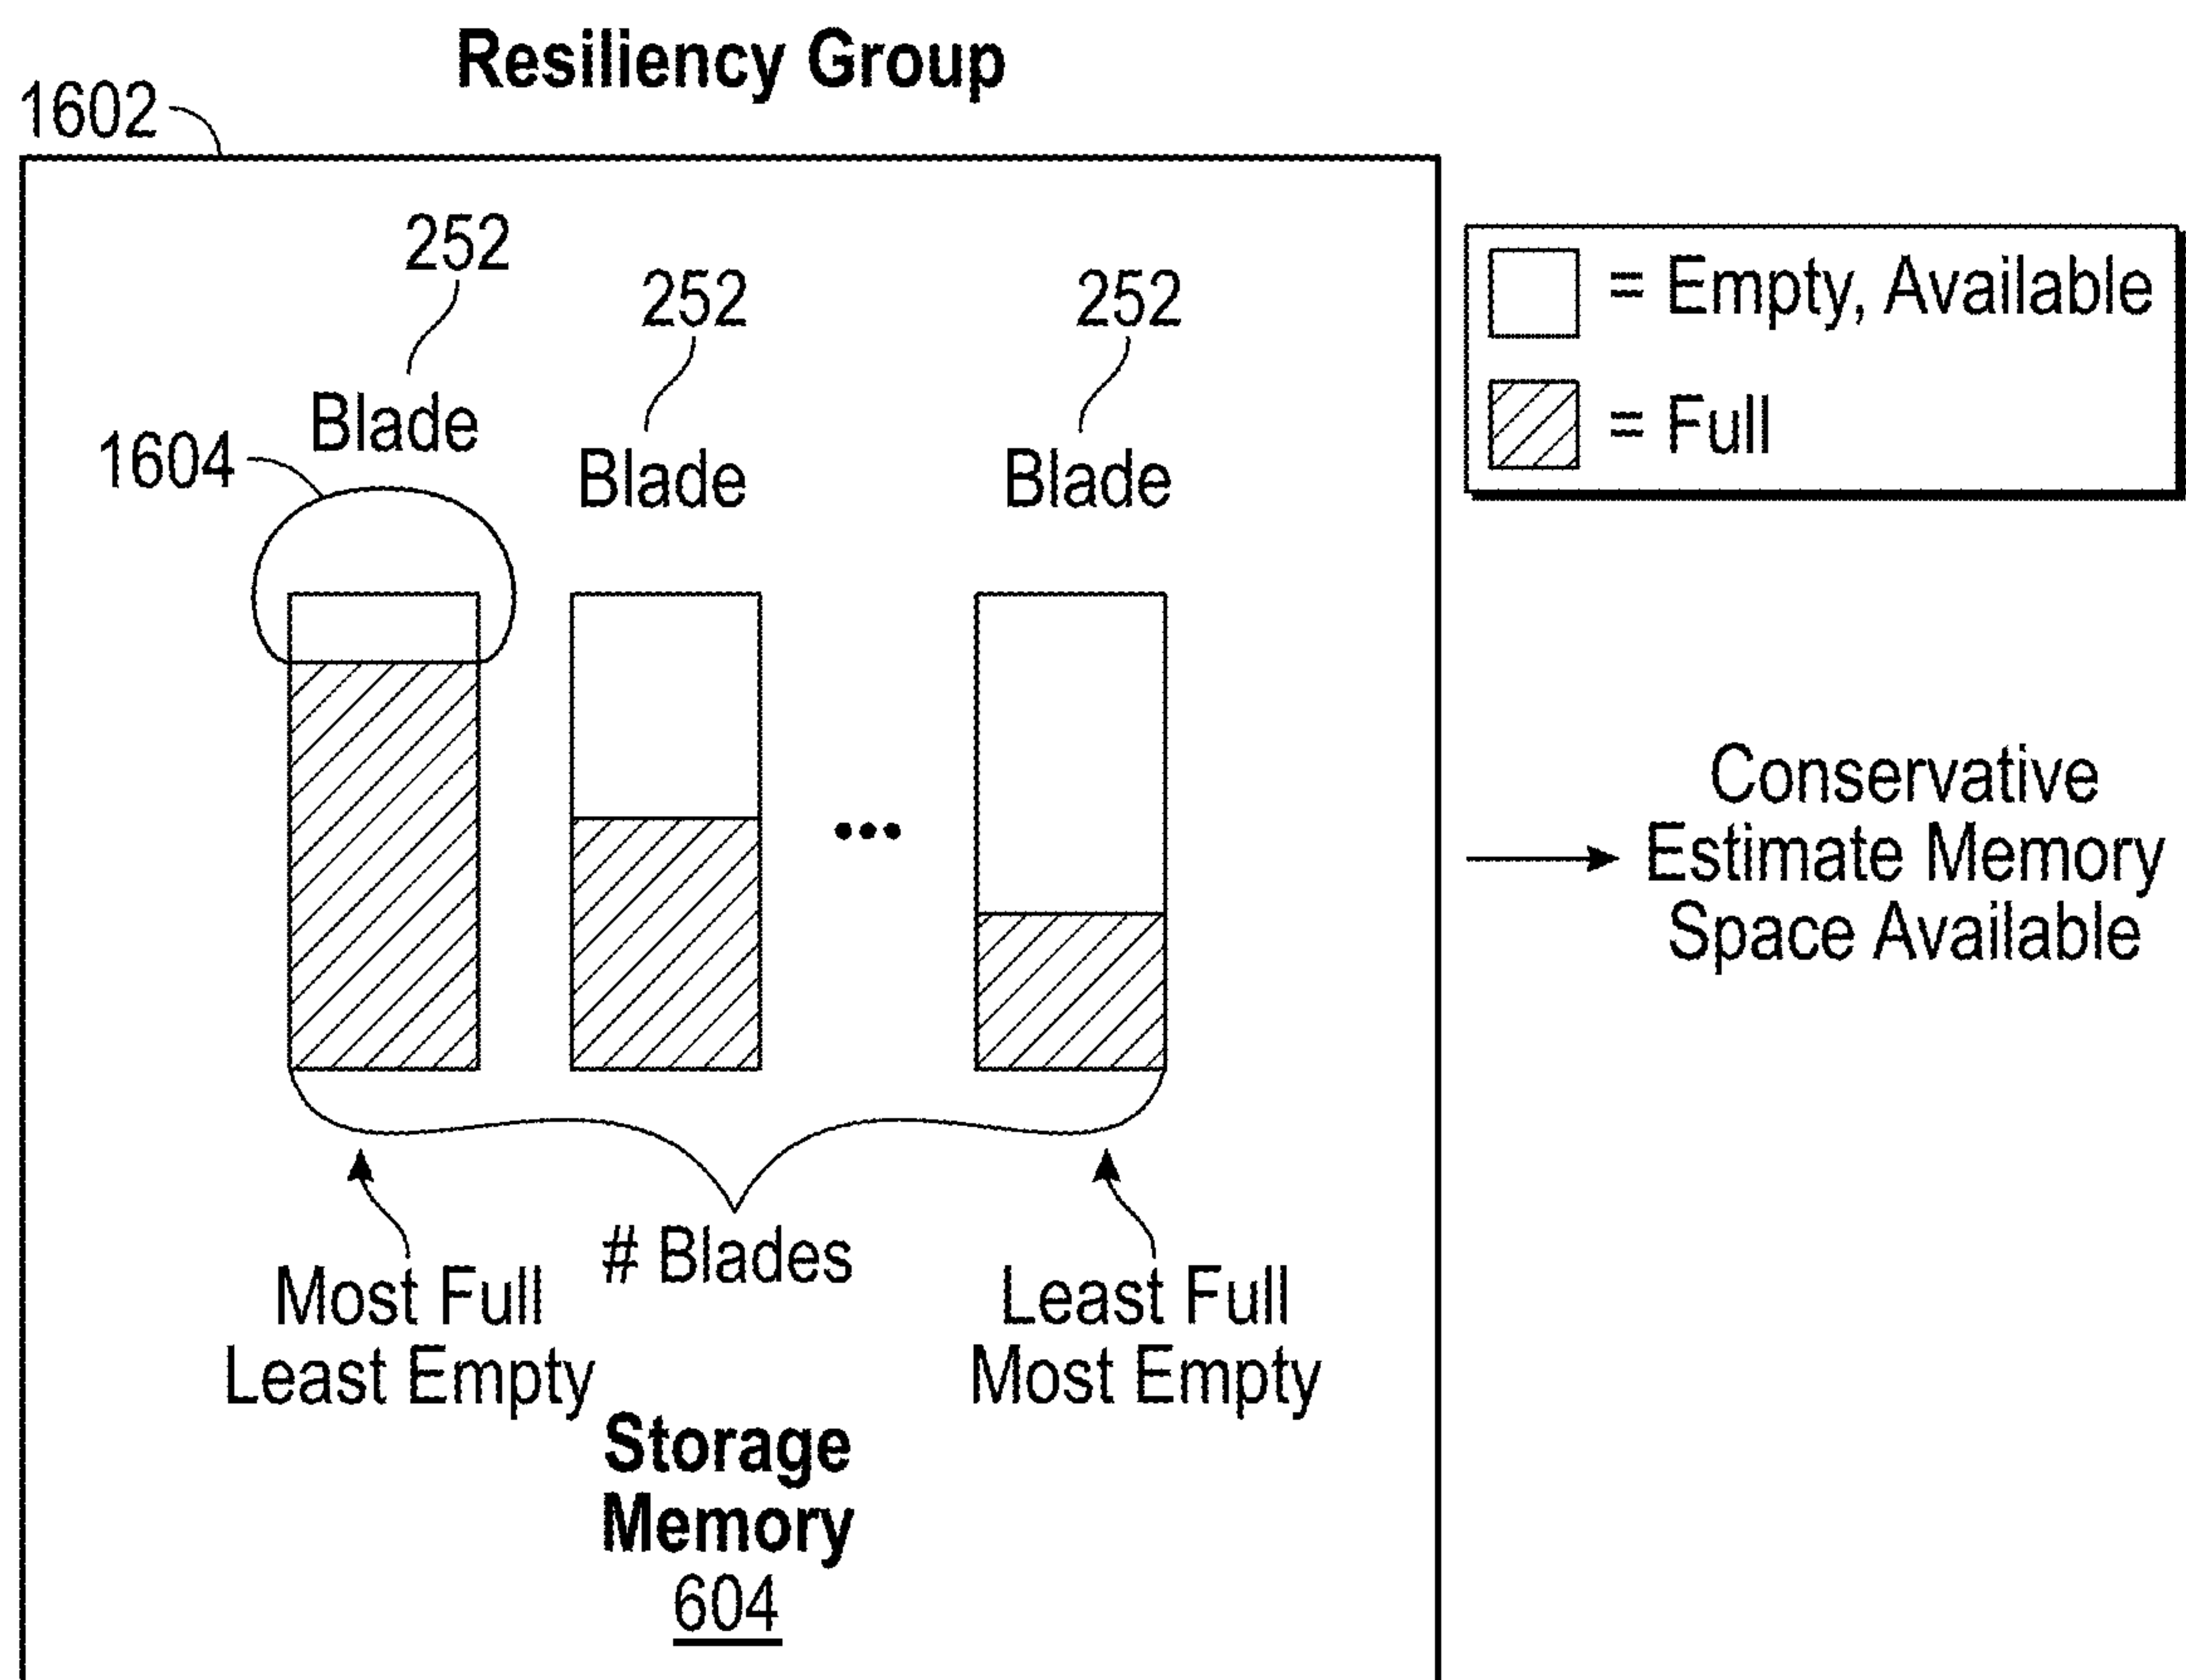 Resiliency Group
1602
252
252
252
Blade
Blade
Blade
1604
= Empty, Available
= Full
•••
Conservative
Estimate Memory
Space Available
# Blades
Most Full
Least Empty
Least Full
Most Empty
Storage
Memory
604